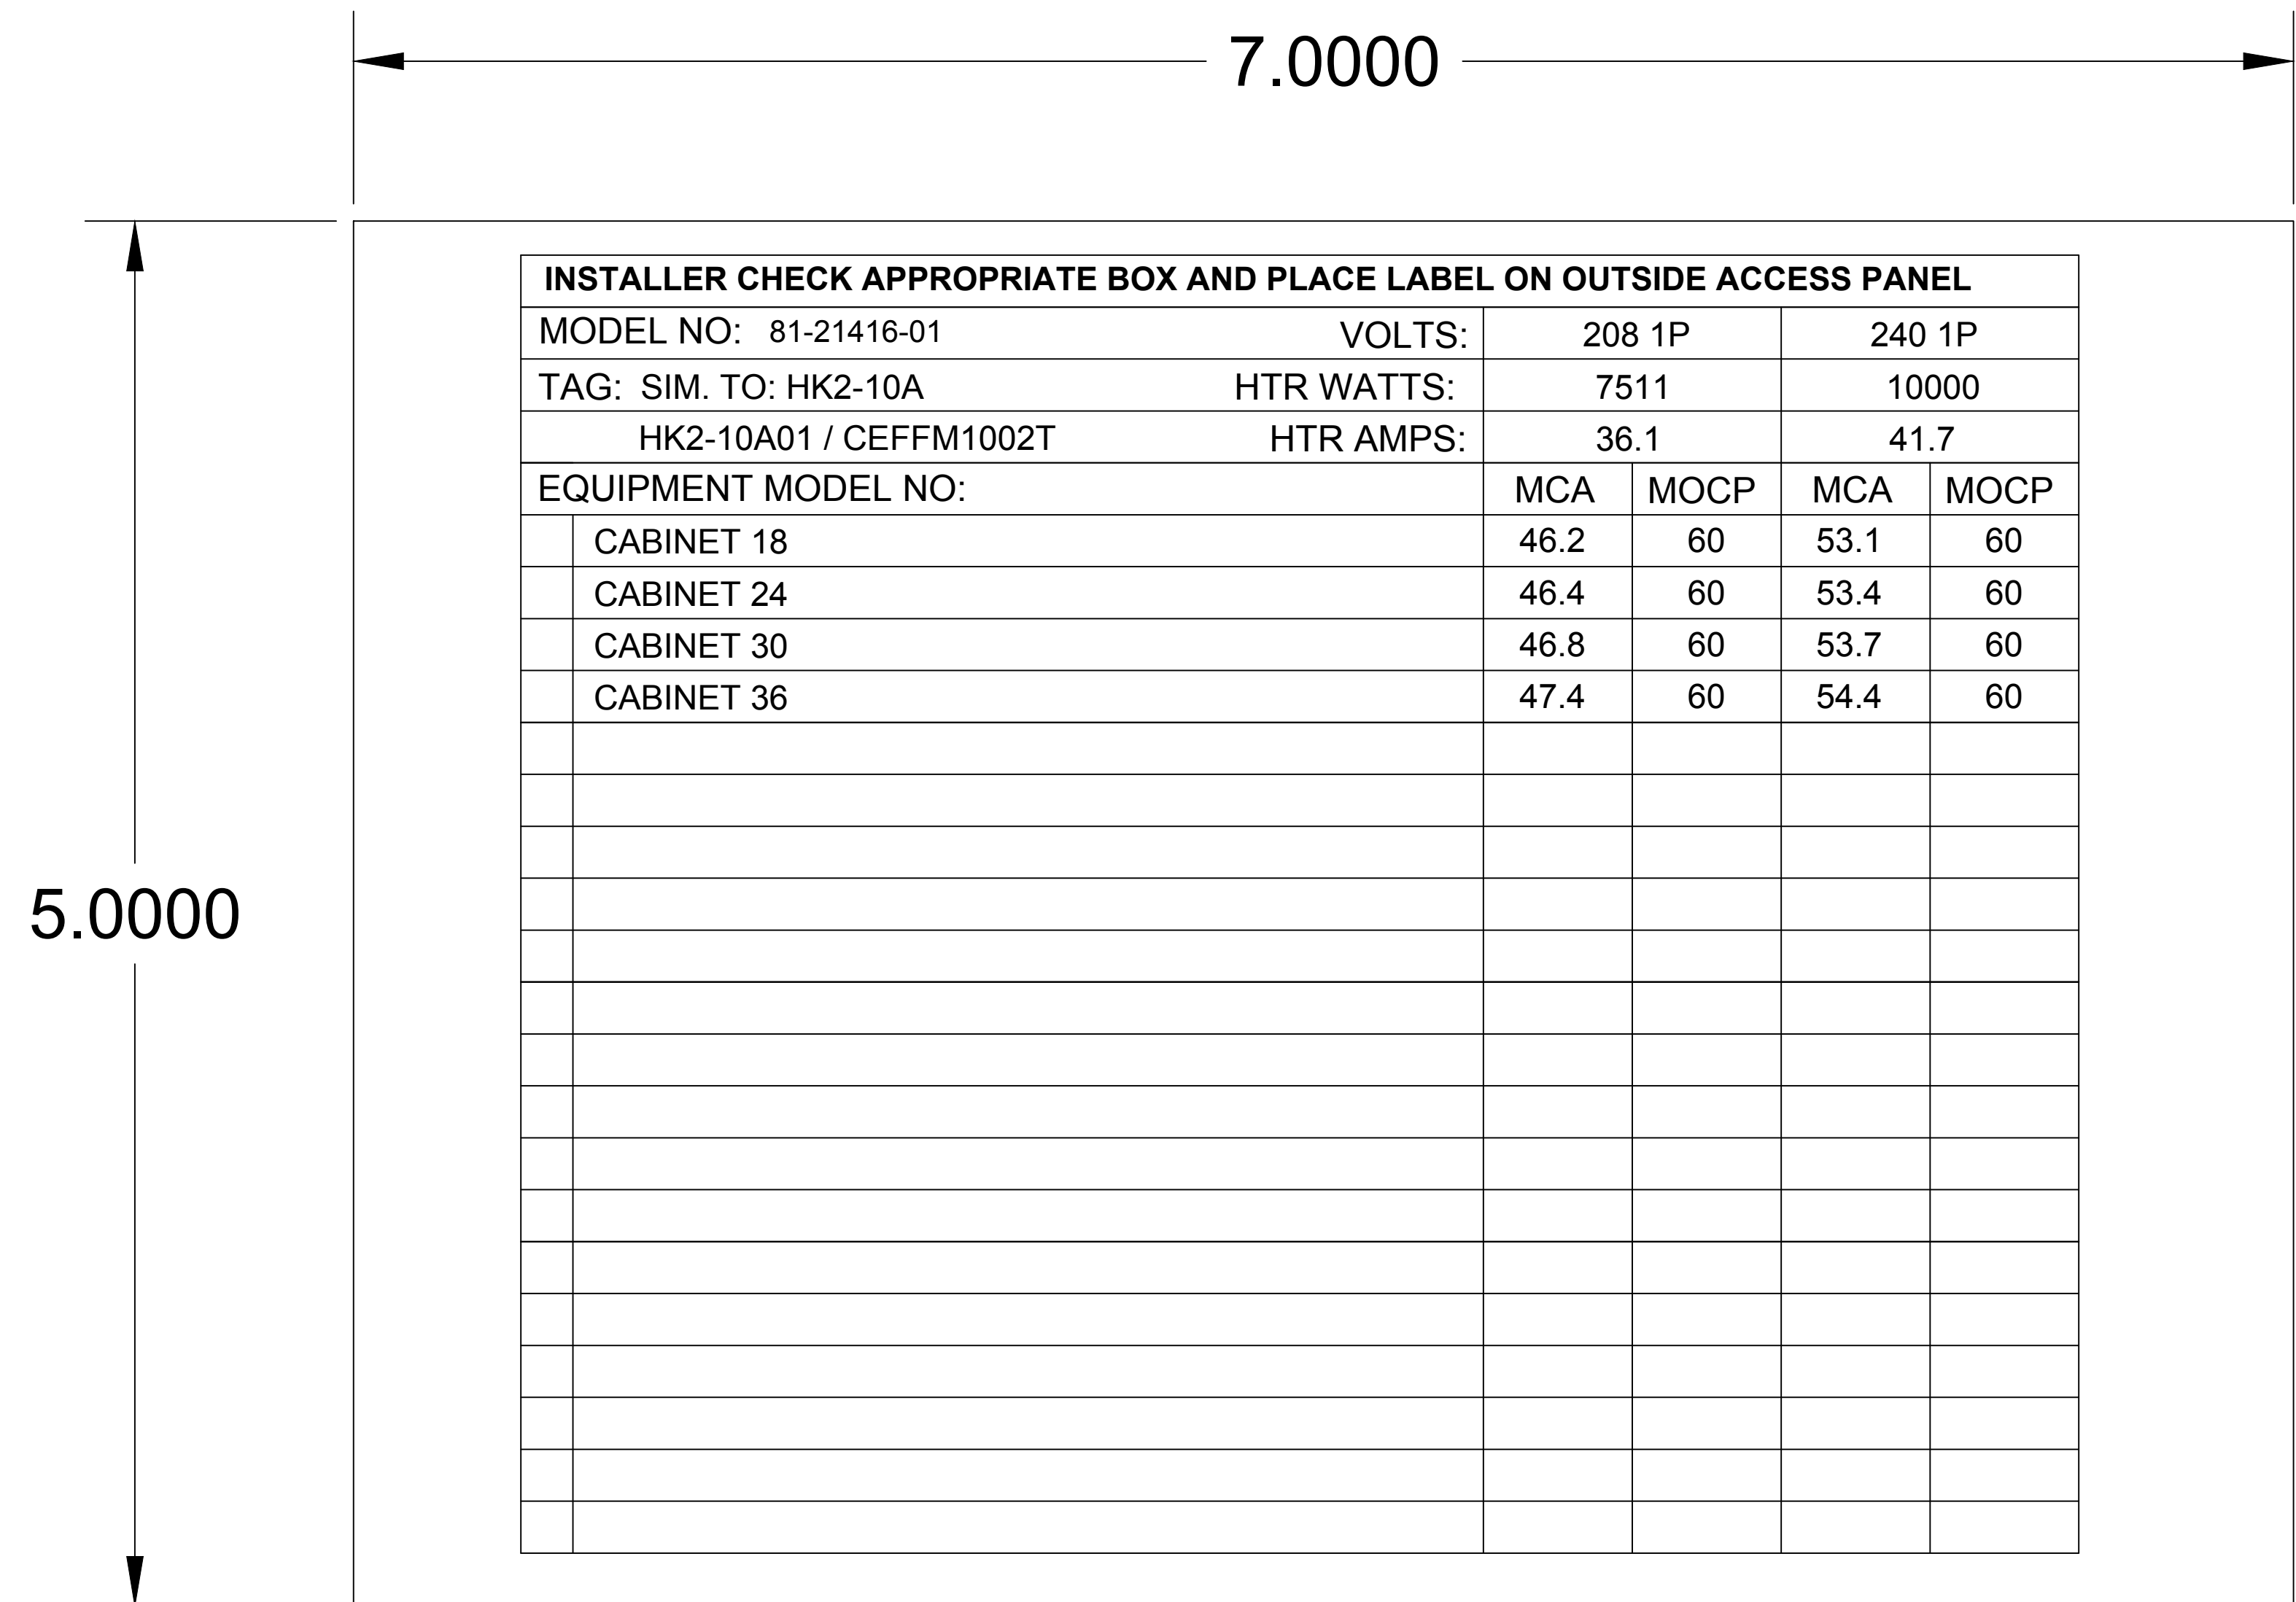 7.0000
5.0000
INSTALLER CHECK APPROPRIATE BOX AND PLACE LABEL ON OUTSIDE ACCESS PANEL
MODEL NO: 81-21416-01 VOLTS: 208 1P 240 1P
TAG: SIM. TO: HK2-10A HTR WATTS: 7511 10000
HK2-10A01 / CEFFM1002T HTR AMPS: 36.1 41.7
EQUIPMENT MODEL NO: MCA MOCP MCA MOCP
CABINET 18 46.2 60 53.1 60
CABINET 24 46.4 60 53.4 60
CABINET 30 46.8 60 53.7 60
CABINET 36 47.4 60 54.4 60